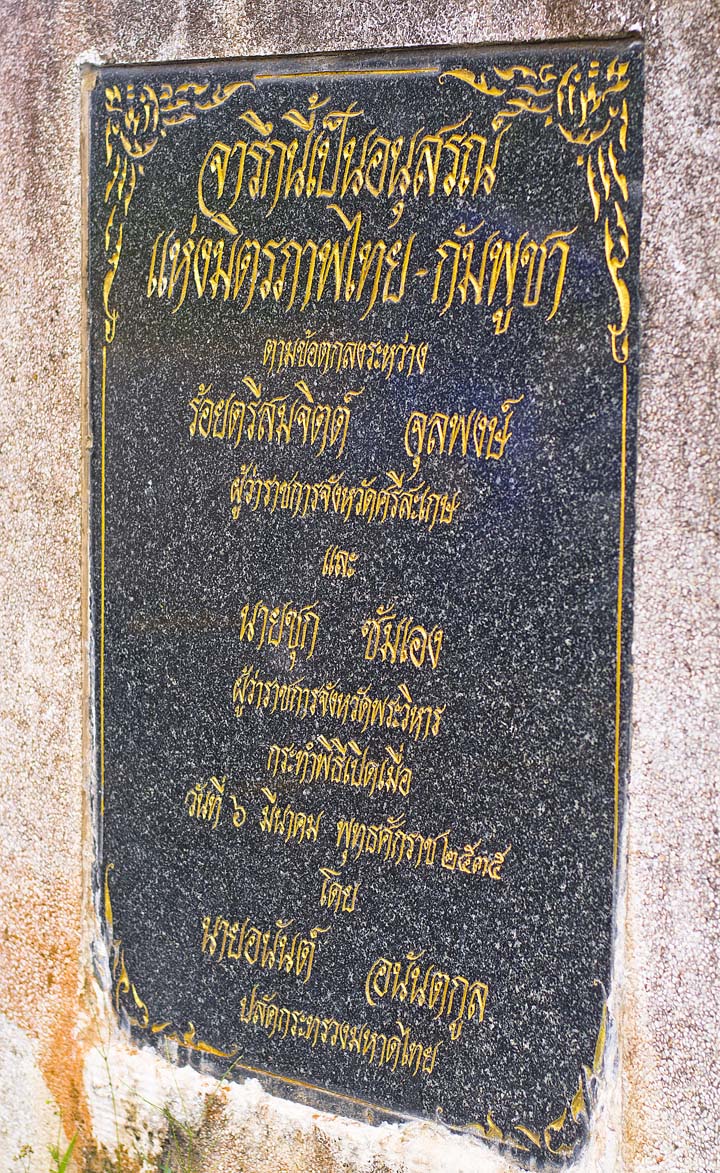 จารึกนี้เป็นอนุสรณ์
แห่งมิตรภาพไทย - กัมพูชา
ตามข้อตกลงระหว่าง
ร้อยตรีสมจิตต์ จุลพงษ์
ผู้ว่าราชการจังหวัดศรีสะเกษ
และ
นายชุก ซัมเอง
ผู้ว่าราชการจังหวัดพระวิหาร
กระทำพิธีเปิดเมื่อ
วันที่ ๖ มีนาคม พุทธศักราช ๒๕๓๕
โดย
นายอนันต์ อนันตกูล
ปลัดกระทรวงมหาดไทย